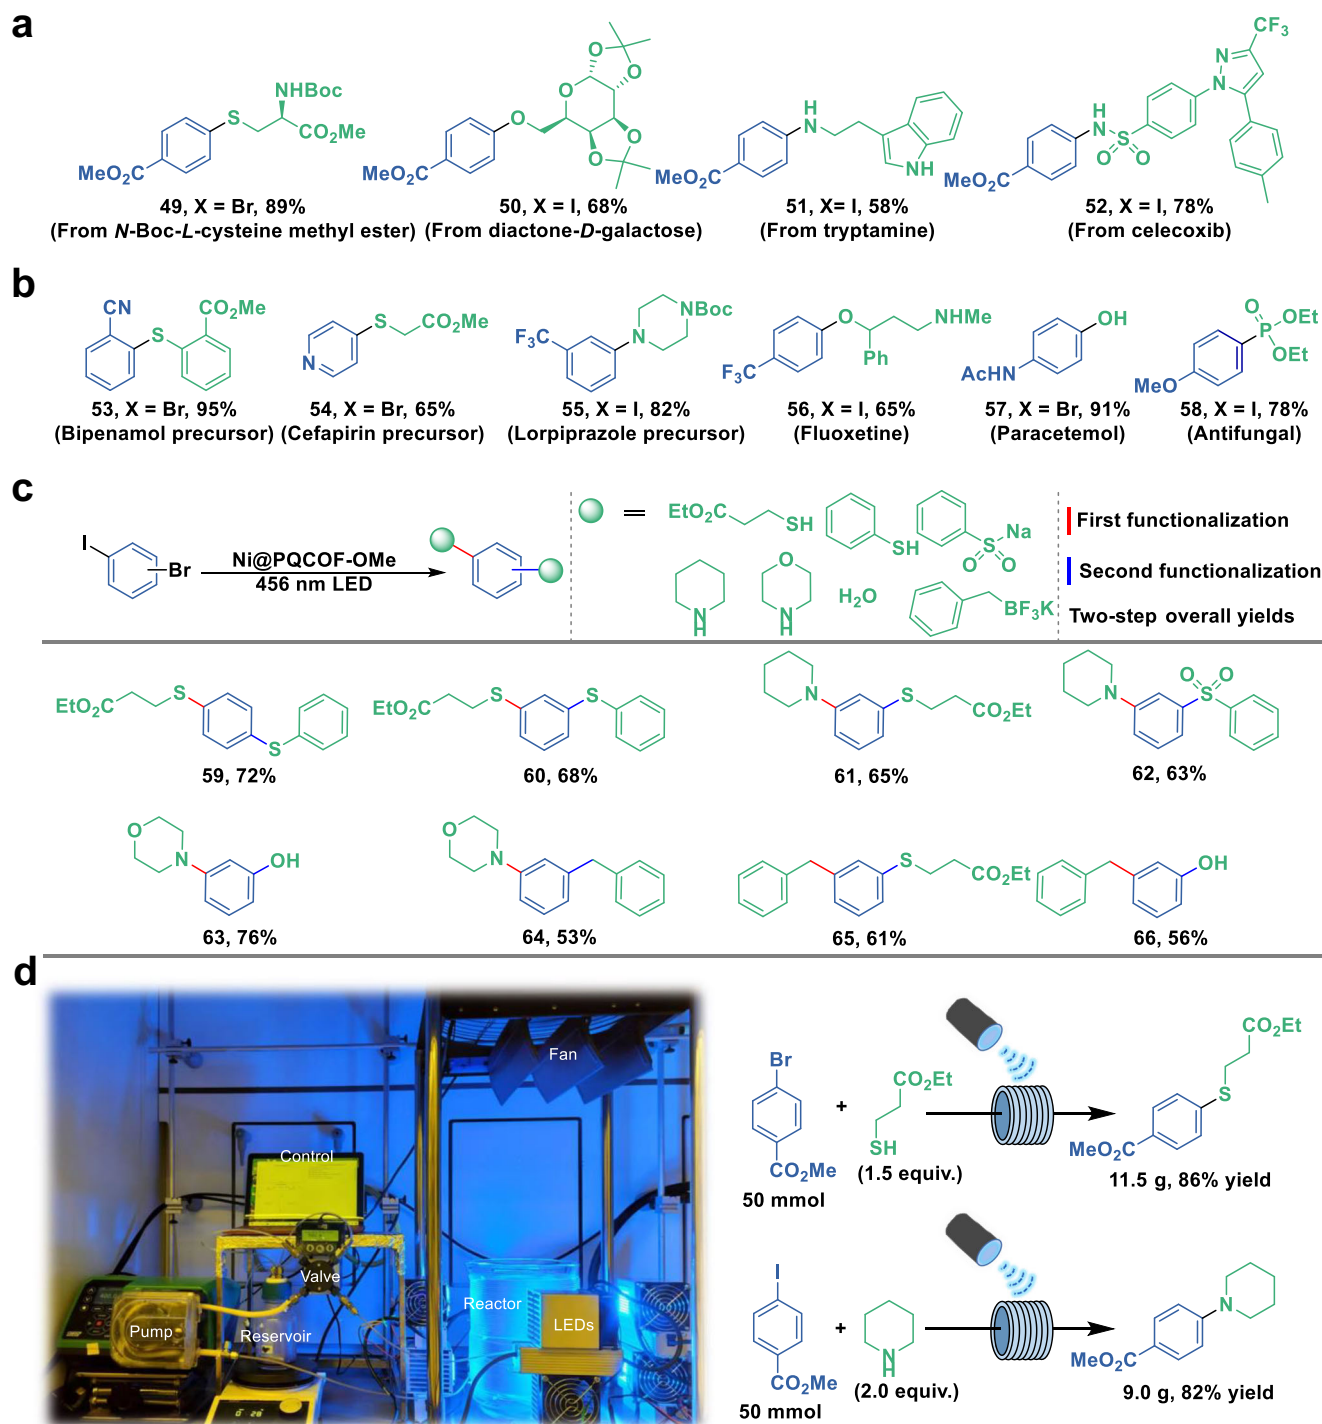 a
NHBoc
S
CO₂Me
MeO₂C
49, X = Br, 89%
(From N-Boc-L-cysteine methyl ester)
O
O
O
O
O
O
MeO₂C
50, X = I, 68%
(From diactone-D-galactose)
H
N
NH
MeO₂C
51, X= I, 58%
(From tryptamine)
CF₃
N
N
H
N
S
O
O
MeO₂C
52, X = I, 78%
(From celecoxib)
b
CN
S
CO₂Me
53, X = Br, 95%
(Bipenamol precursor)
S
CO₂Me
N
54, X = Br, 65%
(Cefapirin precursor)
F₃C
N
NBoc
55, X = I, 82%
(Lorpiprazole precursor)
O
NHMe
Ph
F₃C
56, X = I, 65%
(Fluoxetine)
OH
AcHN
57, X = Br, 91%
(Paracetemol)
O
P
OEt
OEt
MeO
58, X = I, 78%
(Antifungal)
c
I
Br
Ni@PQCOF-OMe
456 nm LED
=
EtO₂C
SH
SH
S
Na
O
O
N
H
O
N
H
H₂O
BF₃K
First functionalization
Second functionalization
Two-step overall yields
EtO₂C
S
S
59, 72%
EtO₂C
S
S
60, 68%
N
S
CO₂Et
61, 65%
N
O
O
S
62, 63%
O
N
OH
63, 76%
O
N
64, 53%
S
CO₂Et
65, 61%
OH
66, 56%
d
Fan
Control
Valve
Pump
Reservoir
Reactor
LEDs
Br
CO₂Me
50 mmol
+
CO₂Et
SH
(1.5 equiv.)
CO₂Et
S
MeO₂C
11.5 g, 86% yield
I
CO₂Me
50 mmol
+
N
H
(2.0 equiv.)
N
MeO₂C
9.0 g, 82% yield